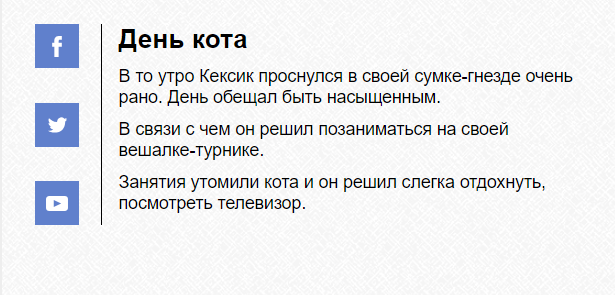 День кота
В то утро Кексик проснулся в своей сумке-гнезде очень
рано. День обещал быть насыщенным.
В связи с чем он решил позаниматься на своей
вешалке-турнике.
Занятия утомили кота и он решил слегка отдохнуть,
посмотреть телевизор.